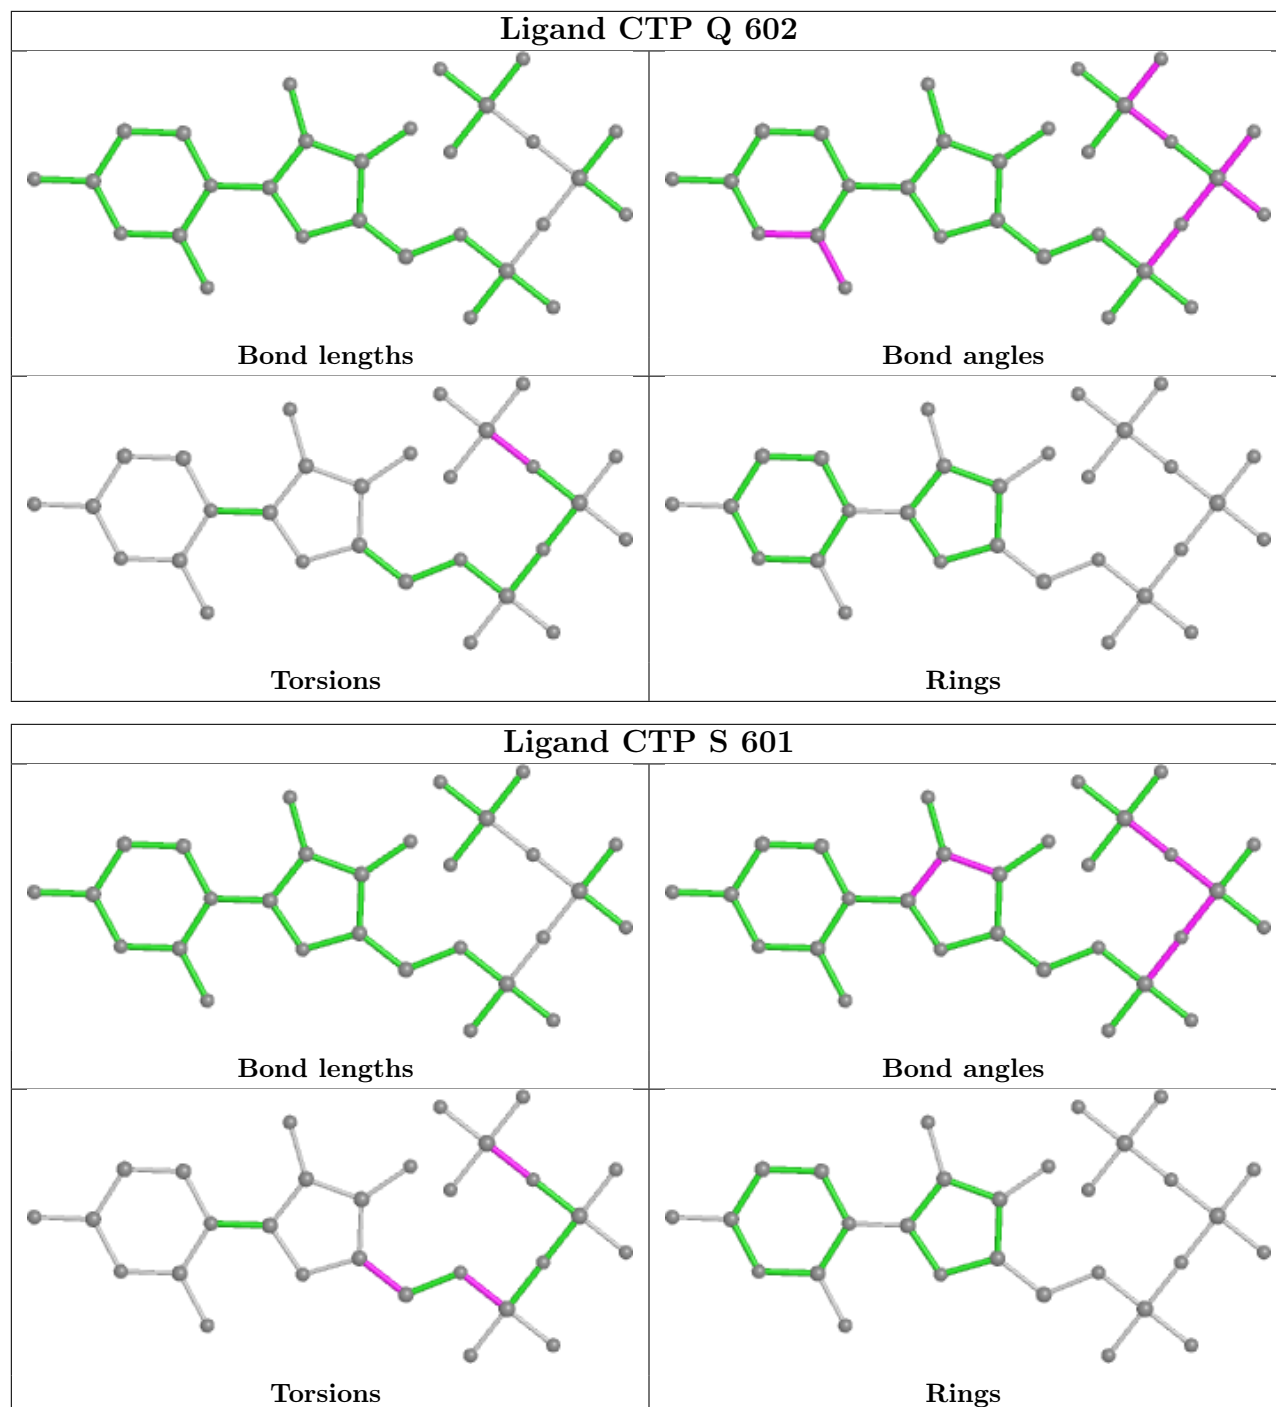 Ligand CTP Q 602
Bond lengths
Bond angles
Torsions
Rings
Ligand CTP S 601
Bond lengths
Bond angles
Torsions
Rings